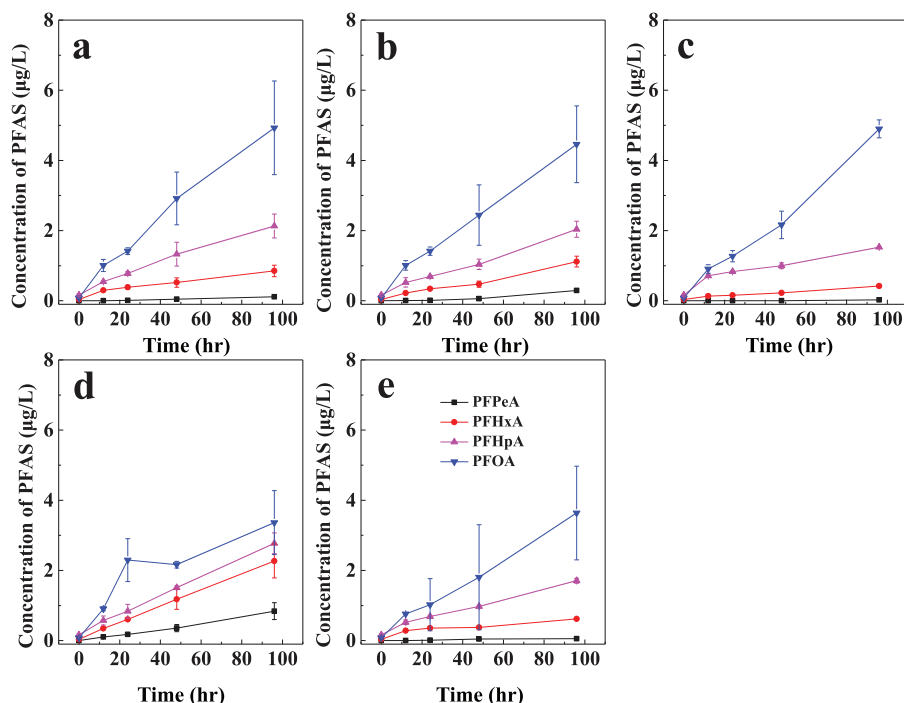 a
b
c
Concentration of PFAS (µg/L)
Concentration of PFAS (µg/L)
Concentration of PFAS (µg/L)
8
6
4
2
0
8
6
4
2
0
8
6
4
2
0
0 20 40 60 80 100
0 20 40 60 80 100
0 20 40 60 80 100
Time (hr)
Time (hr)
Time (hr)
d
e
Concentration of PFAS (µg/L)
Concentration of PFAS (µg/L)
8
6
4
2
0
8
6
4
2
0
PFPeA
PFHxA
PFHpA
PFOA
0 20 40 60 80 100
0 20 40 60 80 100
Time (hr)
Time (hr)